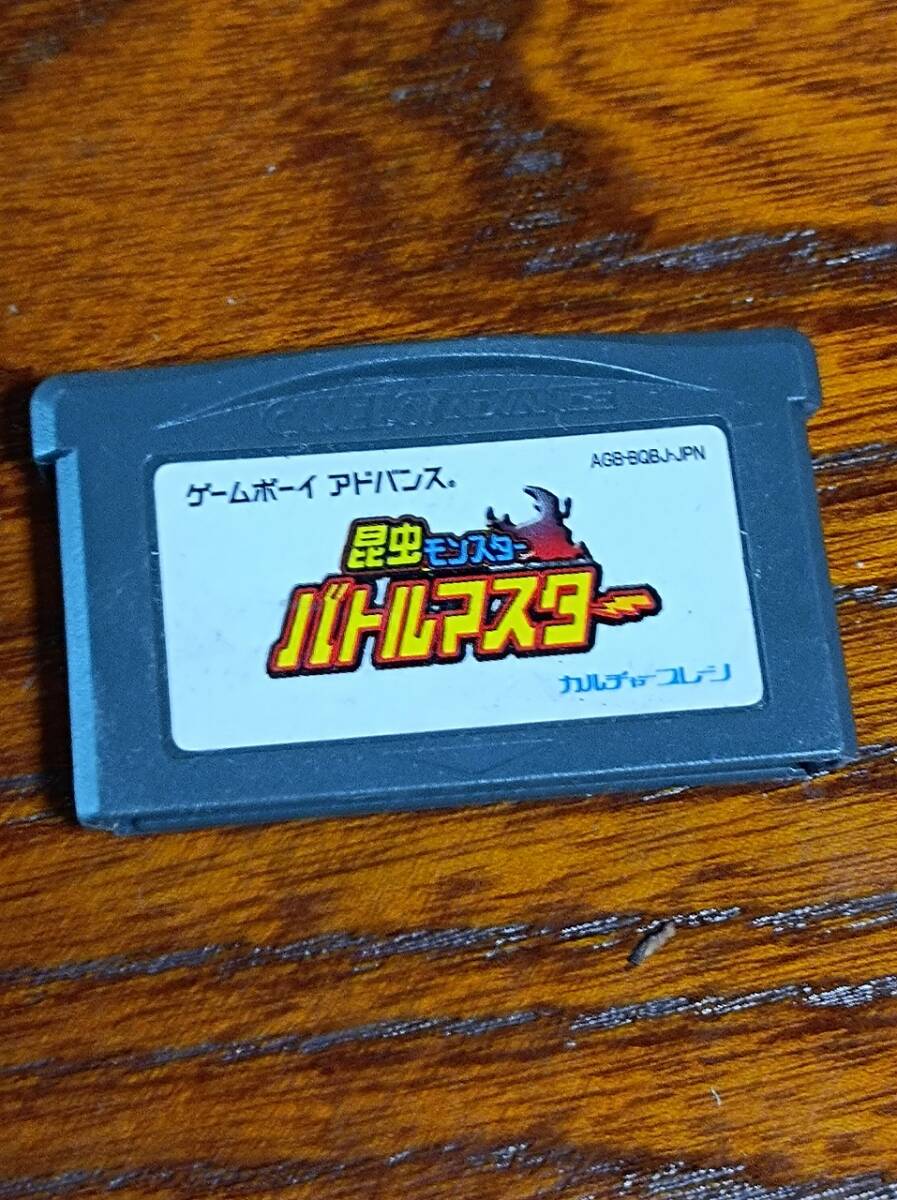 GAME BOY ADVANCE
AGB-BQBJ-JPN
ゲームボーイ アドバンス®
昆虫モンスター
バトルマスター
カルチャーブレーン